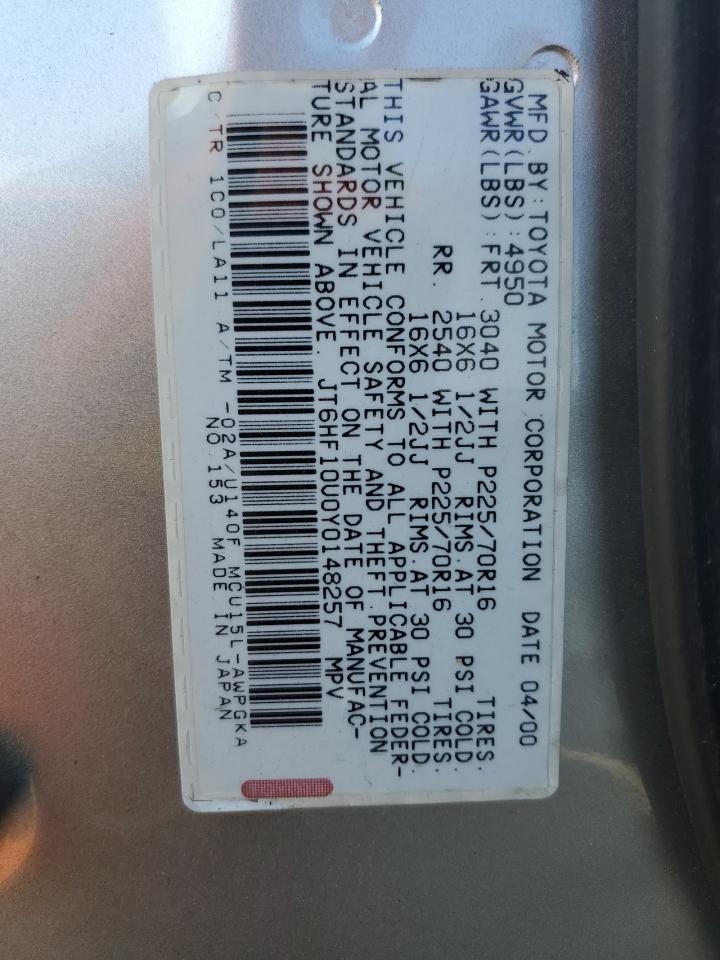 MFD. BY: TOYOTA MOTOR CORPORATION DATE 04/00
GVWR(LBS): 4950
GAWR(LBS): FRT. 3040 WITH P225/70R16 TIRES.
16X6 1/2JJ RIMS.AT 30 PSI COLD.
RR. 2540 WITH P225/70R16 TIRES.
16X6 1/2JJ RIMS.AT 30 PSI COLD.
THIS VEHICLE CONFORMS TO ALL APPLICABLE FEDER-
AL MOTOR VEHICLE SAFETY AND THEFT PREVENTION
STANDARDS IN EFFECT ON THE DATE OF MANUFAC-
TURE SHOWN ABOVE. JT6HF10U0Y0148257 MPV
C/TR 1C0/LA11 A/TM -02A/U140F MCU15L-AWPGKA
NO.153 MADE IN JAPAN